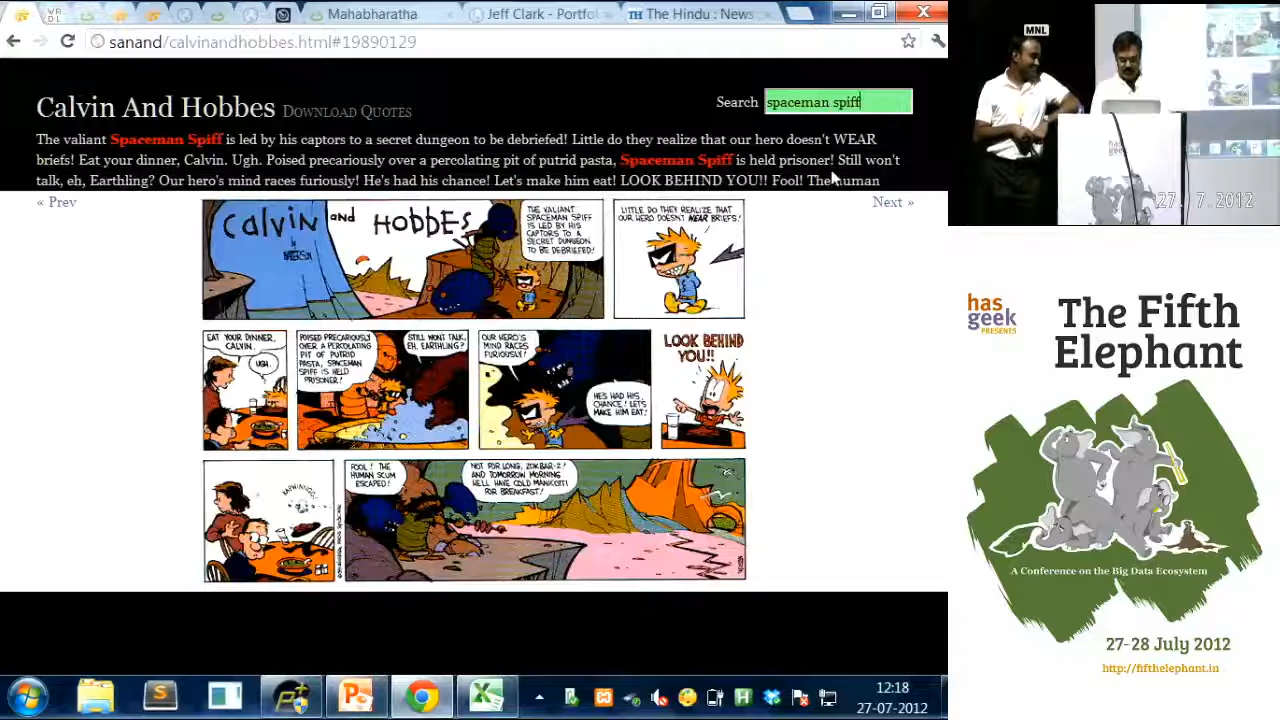 Mahabharatha
Jeff Clark - Portfo
TH The Hindu : News
sanand/calvinandhobbes.html#19890129
Calvin And Hobbes Download Quotes
Search spaceman spiff
The valiant Spaceman Spiff is led by his captors to a secret dungeon to be debriefed! Little do they realize that our hero doesn't WEAR
briefs! Eat your dinner, Calvin. Ugh. Poised precariously over a percolating pit of putrid pasta, Spaceman Spiff is held prisoner! Still won't
talk, eh, Earthling? Our hero's mind races furiously! He's had his chance! Let's make him eat! LOOK BEHIND YOU!! Fool! The human
« Prev
Next »
Calvin and Hobbes
by
WATTERSON
THE VALIANT
SPACEMAN SPIFF
IS LED BY HIS
CAPTORS TO A
SECRET DUNGEON
TO BE DEBRIEFED!
LITTLE DO THEY REALIZE THAT
OUR HERO DOESN'T WEAR BRIEFS!
EAT YOUR DINNER,
CALVIN.
UGH.
POISED PRECARIOUSLY
OVER A PERCOLATING
PIT OF PUTRID
PASTA, SPACEMAN
SPIFF IS HELD
PRISONER!
STILL WON'T TALK,
EH, EARTHLING?
OUR HERO'S
MIND RACES
FURIOUSLY!
HE'S HAD HIS
CHANCE! LET'S
MAKE HIM EAT!
LOOK BEHIND
YOU!!
FOOL! THE
HUMAN SCUM
ESCAPED!
NOT FOR LONG, ZOKBAR-2!
AND TOMORROW MORNING
HE'LL HAVE COLD MANICOTTI
FOR BREAKFAST!
12:18
27-07-2012
MNL
has
geek
27. 7.2012
has
geek
PRESENTS
The Fifth
Elephant
A Conference on the Big Data Ecosystem
27-28 July 2012
http://fifthelephant.in